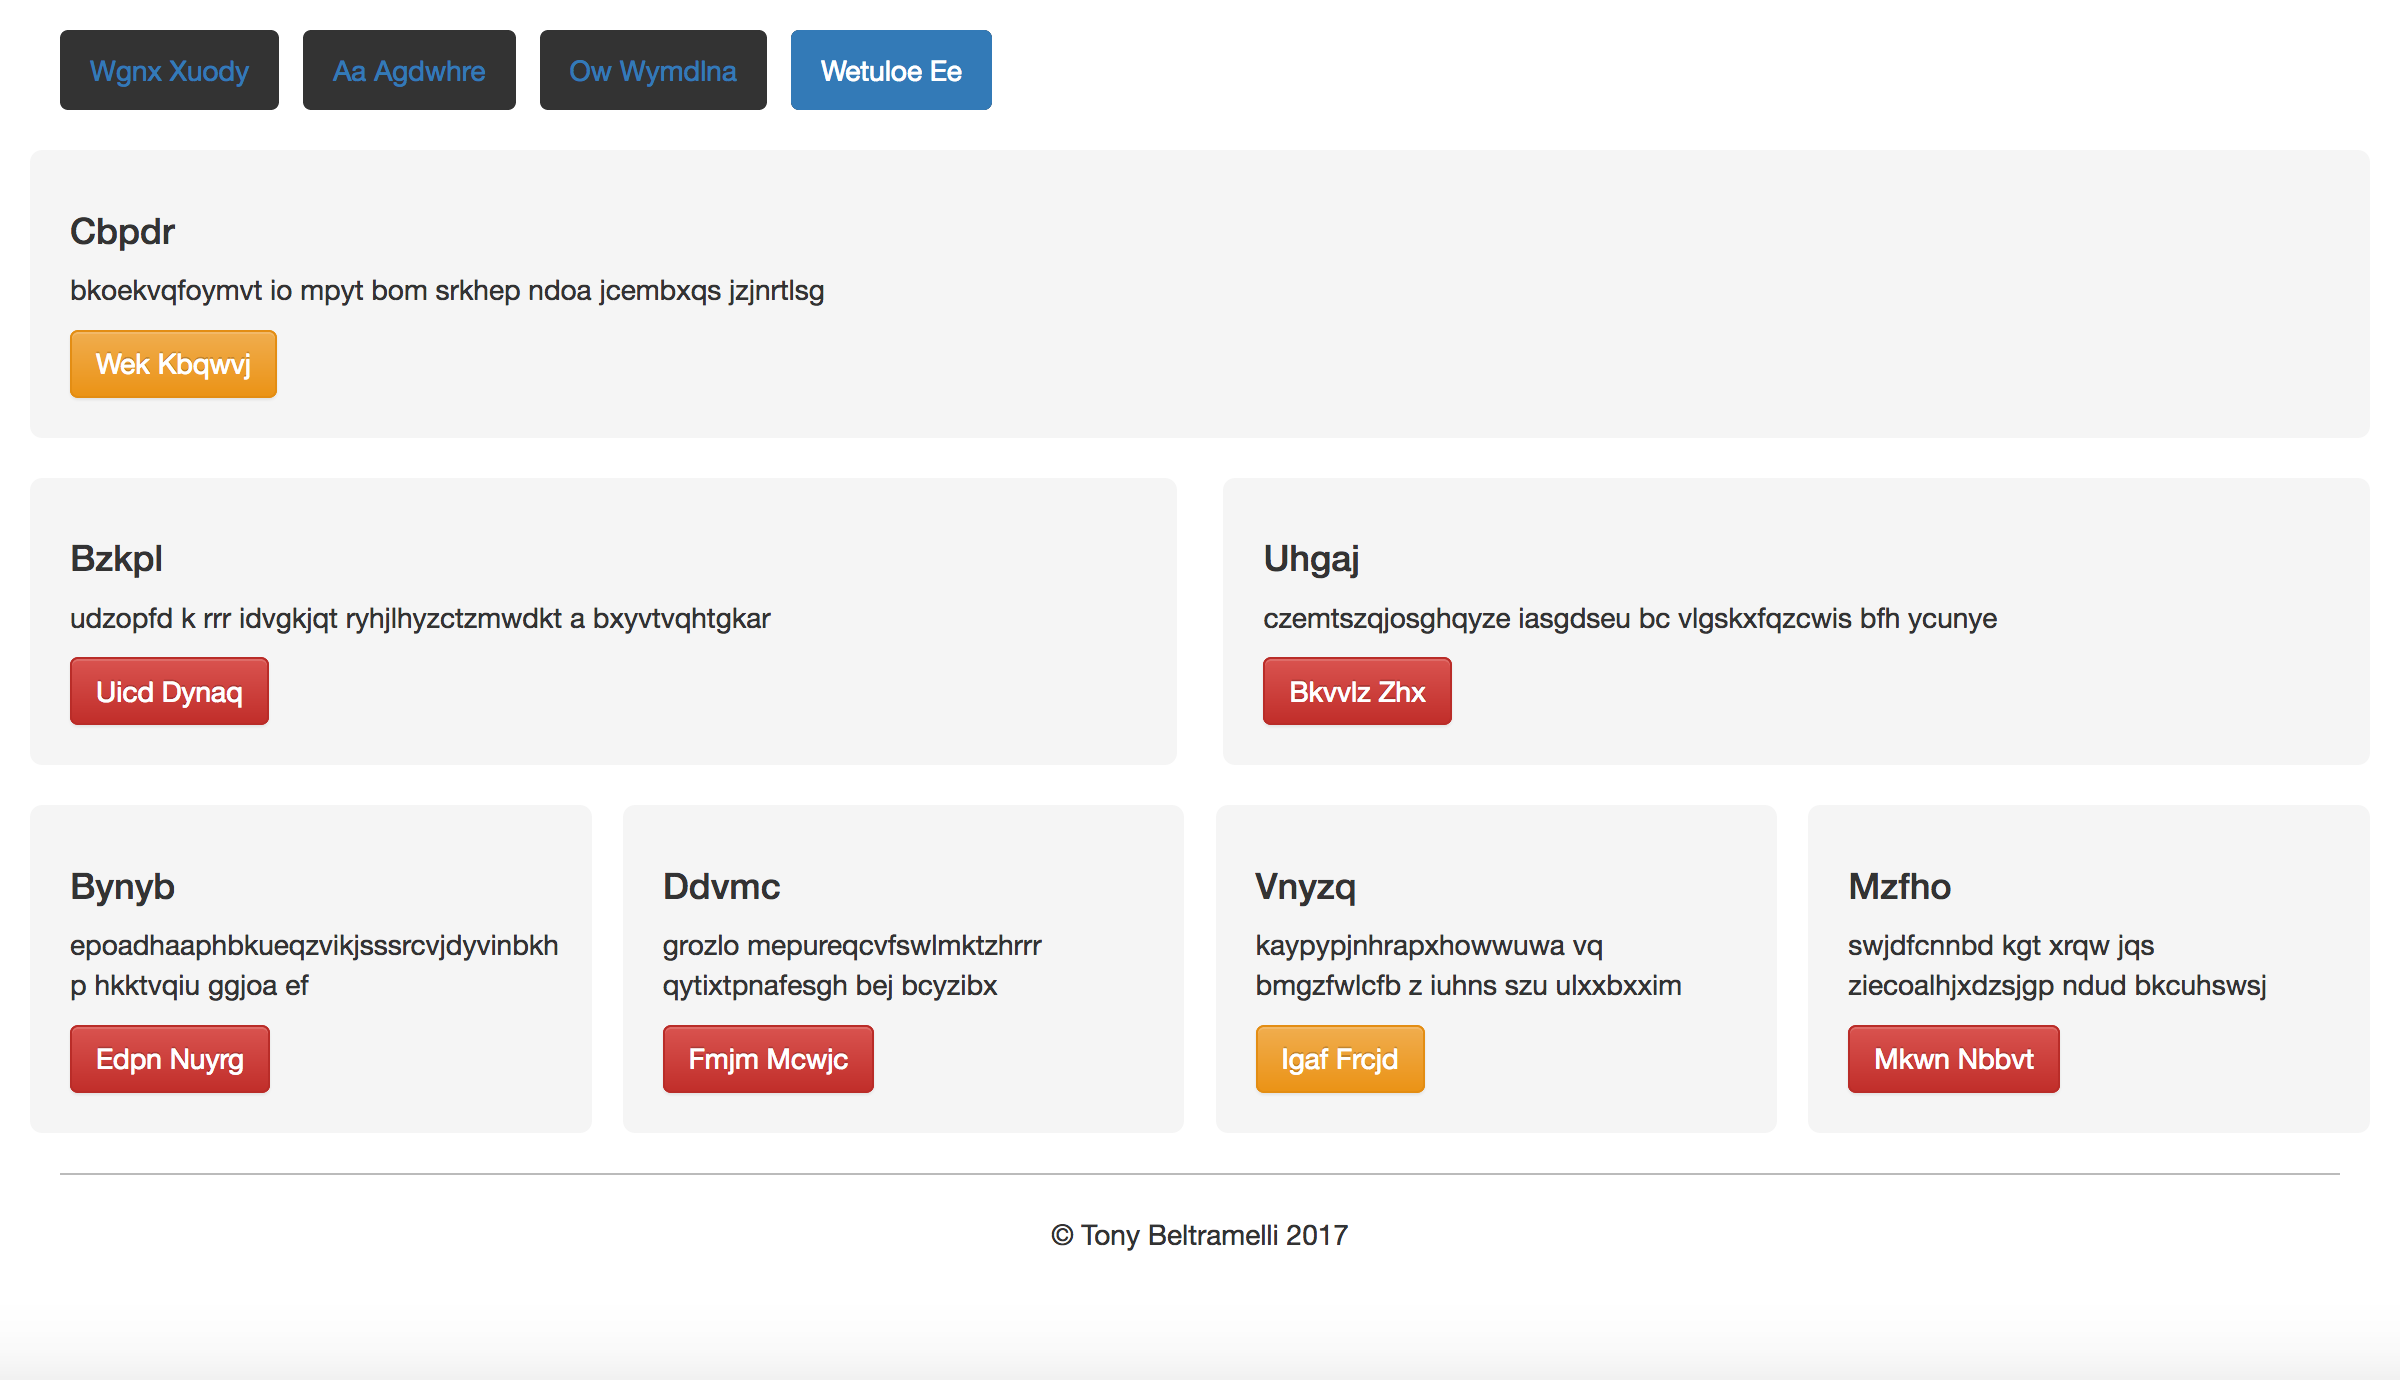 Wgnx Xuody Aa Agdwhre Ow Wymdlna Wetuloe Ee
Cbpdr
bkoekvqfoymvt io mpyt bom srkhep ndoa jcembxqs jzjnrtlsg
Wek Kbqwvj
Bzkpl
udzopfd k rrr idvgkjqt ryhjlhyzctzmwdkt a bxyvtvqhtgkar
Uicd Dynaq
Uhgaj
czemtszqjosghqyze iasgdseu bc vlgskxfqzcwis bfh ycunye
Bkvvlz Zhx
Bynyb
epoadhaaphbkueqzvikjsssrcvjdyvinbkh
p hkktvqiu ggjoa ef
Edpn Nuyrg
Ddvmc
grozlo mepureqcvfswlmktzhrrr
qytixtpnafesgh bej bcyzibx
Fmjm Mcwjc
Vnyzq
kaypypjnhrapxhowwuwa vq
bmgzfwlcfb z iuhns szu ulxxbxxim
Igaf Frcjd
Mzfho
swjdfcnnbd kgt xrqw jqs
ziecoalhjxdzsjgp ndud bkcuhswsj
Mkwn Nbbvt
© Tony Beltramelli 2017